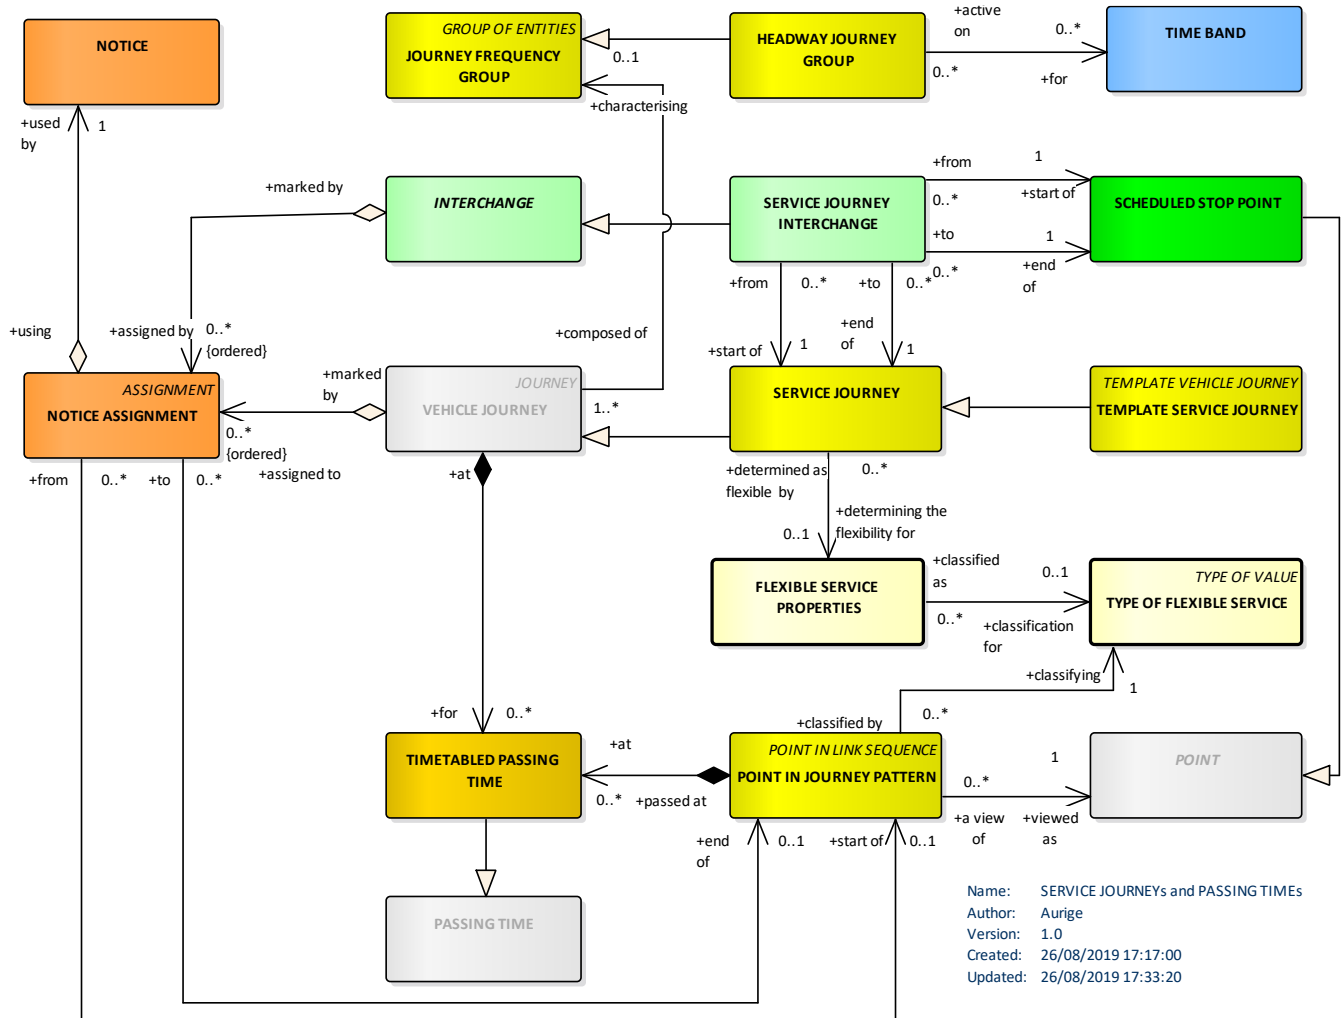 NOTICE
GROUP OF ENTITIES
JOURNEY FREQUENCY
GROUP
HEADWAY JOURNEY
GROUP
+active
on
0..*
TIME BAND
0..1
0..*
+for
+characterising
+used
by
1
+marked by
INTERCHANGE
SERVICE JOURNEY
INTERCHANGE
+from
1
0..*
+start of
+to
1
0..*
+end
of
SCHEDULED STOP POINT
+from
0..*
+to
0..*
+using
+assigned by
0..*
{ordered}
+composed of
+start of
1
+end
of
1
ASSIGNMENT
NOTICE ASSIGNMENT
+marked
by
0..*
{ordered}
+assigned to
JOURNEY
VEHICLE JOURNEY
1..*
SERVICE JOURNEY
TEMPLATE VEHICLE JOURNEY
TEMPLATE SERVICE JOURNEY
+from
0..*
+to
0..*
+at
+determined as
flexible by
0..*
+determining the
flexibility for
0..1
FLEXIBLE SERVICE
PROPERTIES
+classified
as
0..1
0..*
+classification
for
TYPE OF VALUE
TYPE OF FLEXIBLE SERVICE
+classifying
1
+for
0..*
+classified by
0..*
TIMETABLED PASSING
TIME
+at
0..*
+passed at
POINT IN LINK SEQUENCE
POINT IN JOURNEY PATTERN
1
0..*
+a view
of
+viewed
as
POINT
+end
of
0..1
+start of
0..1
PASSING TIME
Name: SERVICE JOURNEYs and PASSING TIMEs
Author: Aurige
Version: 1.0
Created: 26/08/2019 17:17:00
Updated: 26/08/2019 17:33:20